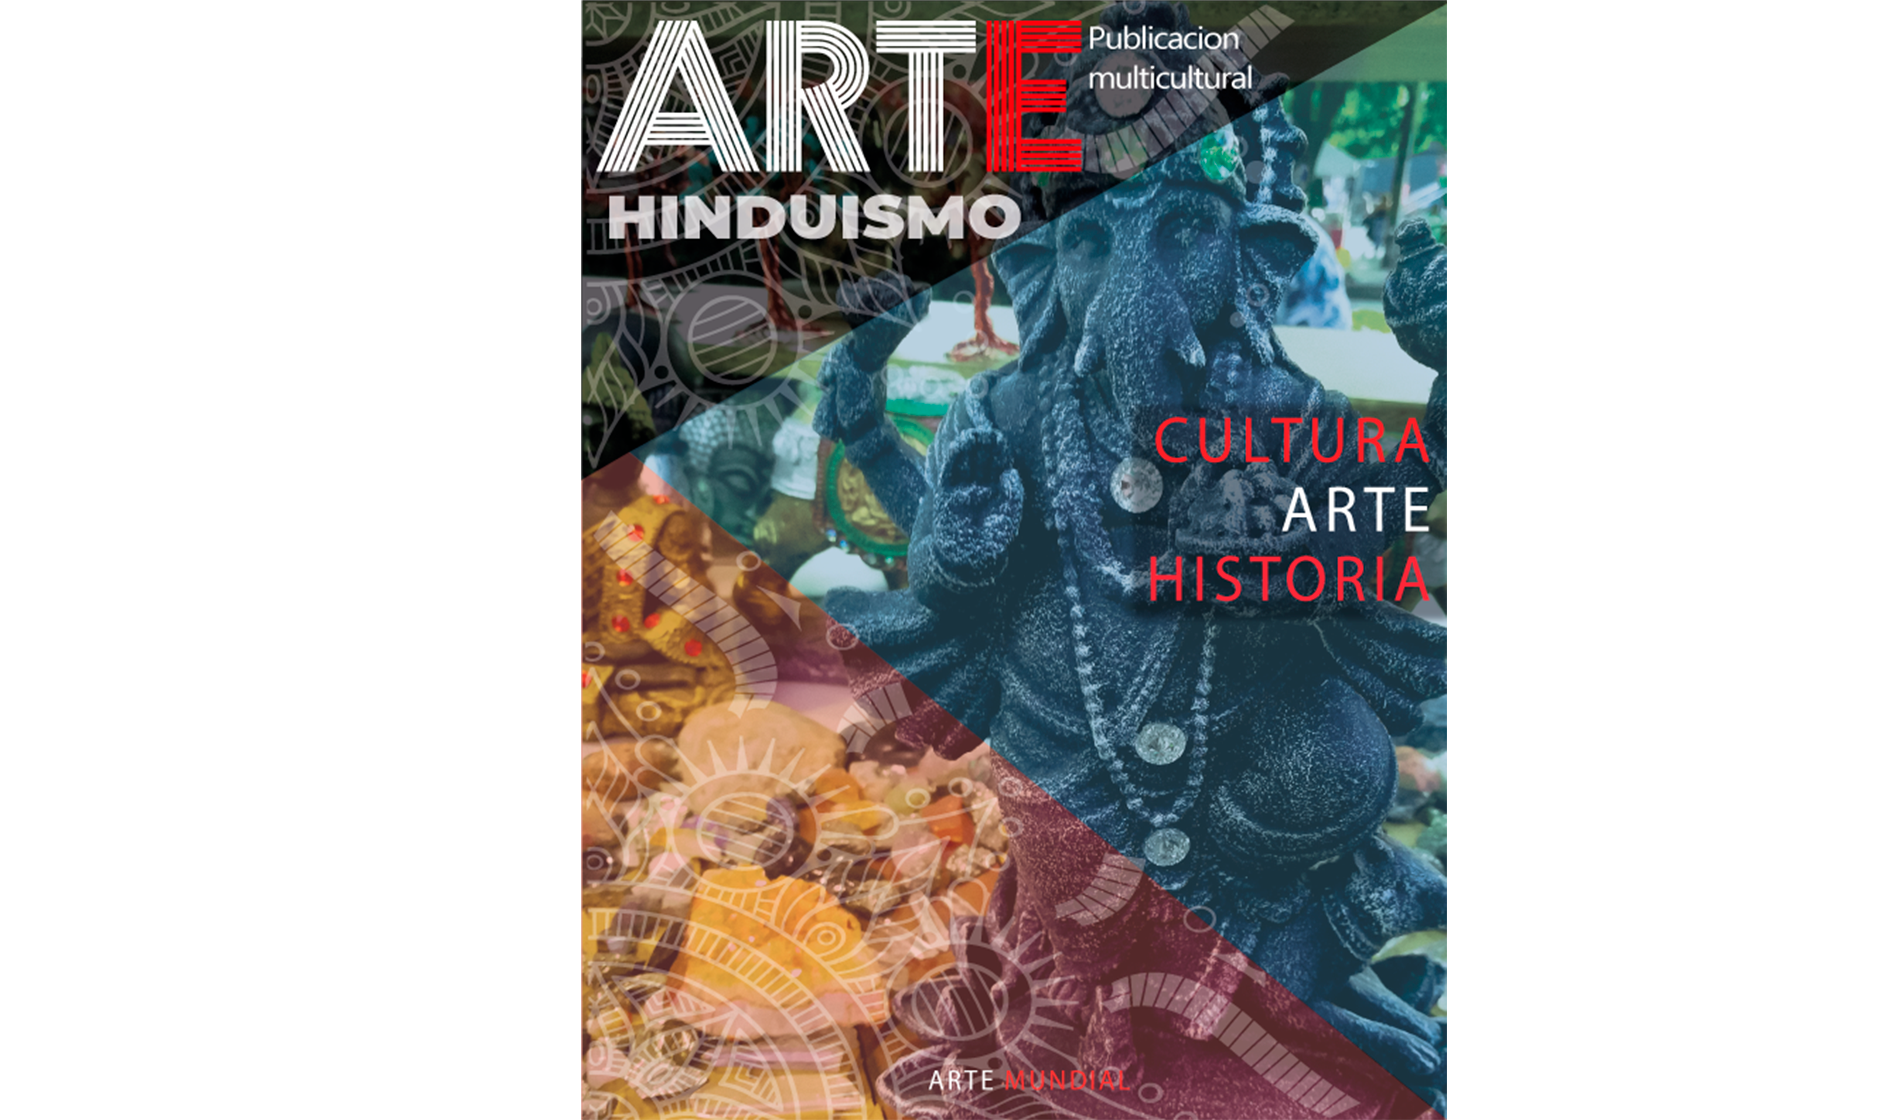 ARTE
Publicacion
multicultural
HINDUISMO
CULTURA
ARTE
HISTORIA
ARTE MUNDIAL